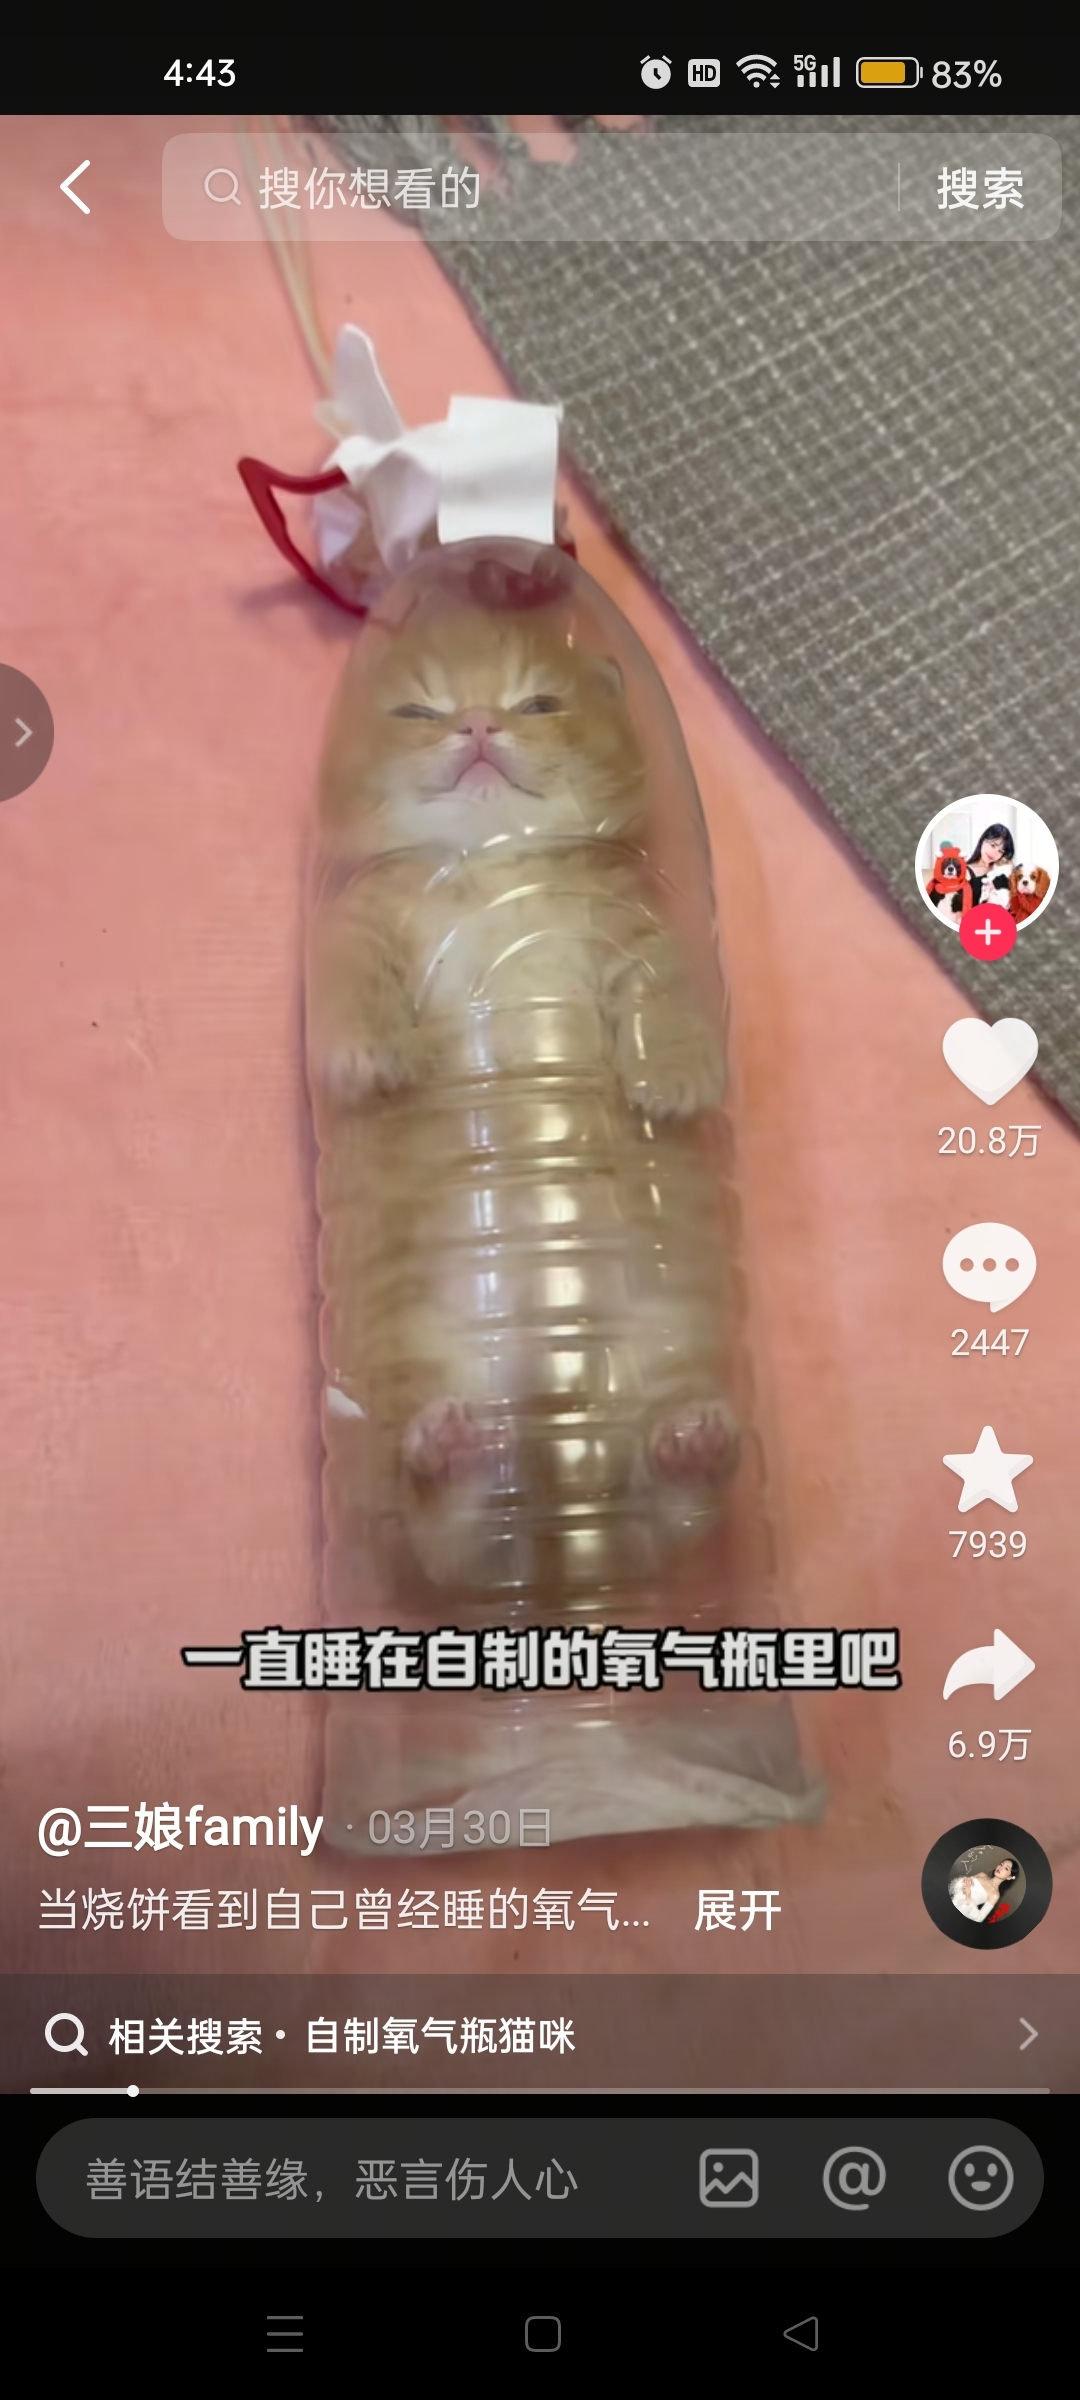 4:43
HD
5G
83%
搜你想看的
搜索
20.8万
2447
7939
一直睡在自制的氧气瓶里吧
6.9万
@三娘family · 03月30日
当烧饼看到自己曾经睡的氧气... 展开
相关搜索 · 自制氧气瓶猫咪
善语结善缘，恶言伤人心